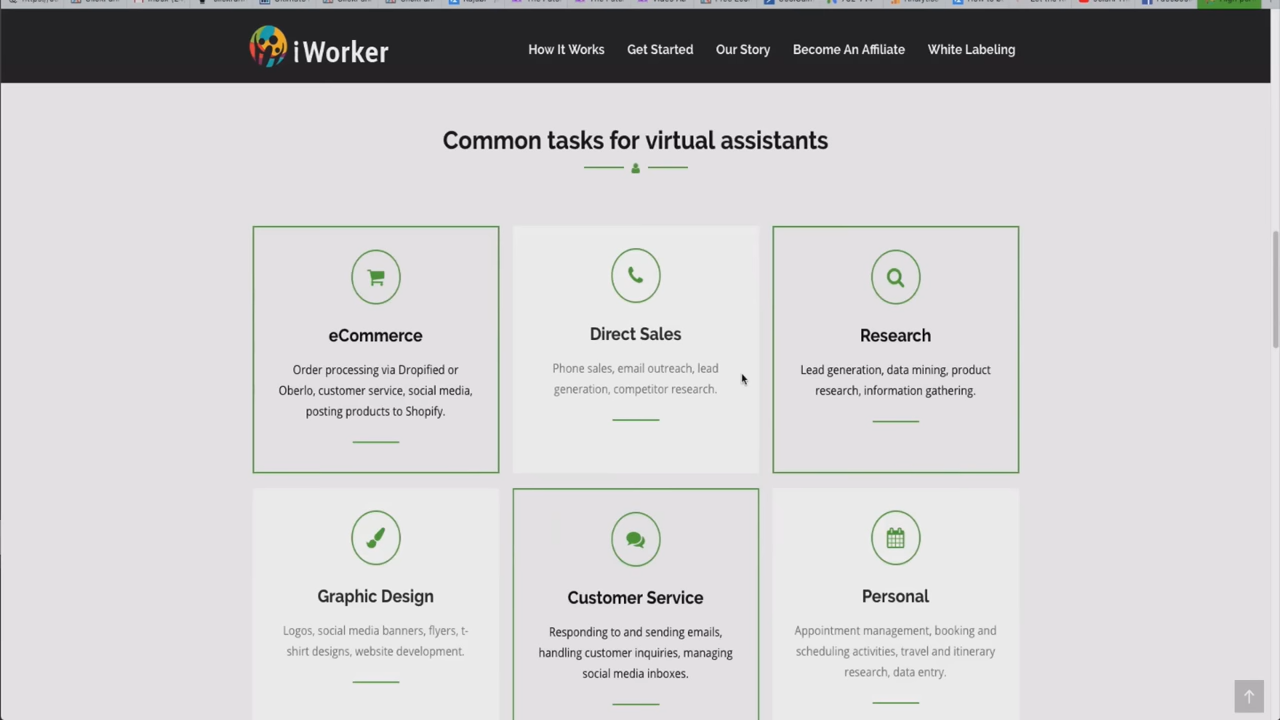 iWorker
How It Works
Get Started
Our Story
Become An Affiliate
White Labeling
Common tasks for virtual assistants
eCommerce
Order processing via Dropified or
Oberlo, customer service, social media,
posting products to Shopify.
Direct Sales
Phone sales, email outreach, lead
generation, competitor research.
Research
Lead generation, data mining, product
research, information gathering.
Graphic Design
Logos, social media banners, flyers, t-
shirt designs, website development.
Customer Service
Responding to and sending emails,
handling customer inquiries, managing
social media inboxes.
Personal
Appointment management, booking and
scheduling activities, travel and itinerary
research, data entry.